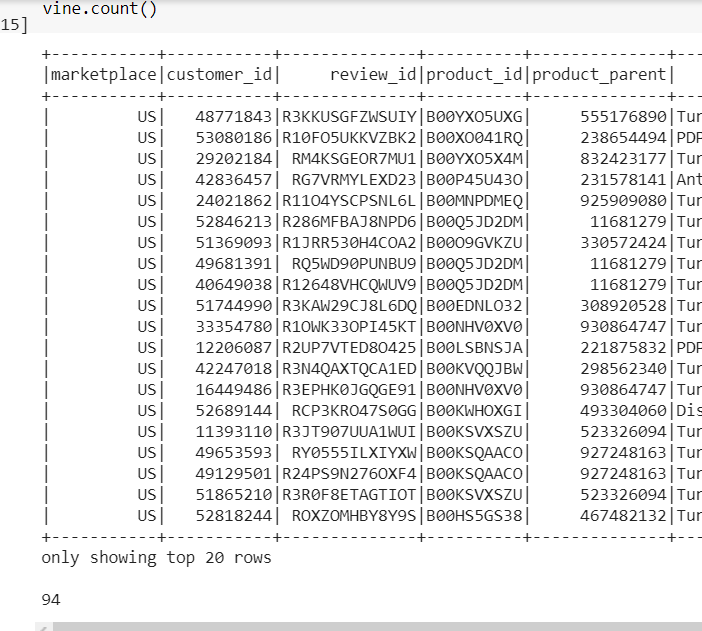 vine.count()
15]
+-----------+-----------+--------------+----------+--------------+---
|marketplace|customer_id|     review_id|product_id|product_parent|
+-----------+-----------+--------------+----------+--------------+---
|         US|   48771843|R3KKUSGFZWSUIY|B00YXO5UXG|     555176890|Tur
|         US|   53080186|R10FO5UKKVZBK2|B00XO041RQ|     238654494|PDP
|         US|   29202184| RM4KSGEOR7MU1|B00YXO5X4M|     832423177|Tur
|         US|   42836457| RG7VRMYLEXD23|B00P45U43O|     231578141|Ant
|         US|   24021862|R11O4YSCPSNL6L|B00MNPDMEQ|     925909080|Tur
|         US|   52846213|R286MFBAJ8NPD6|B00Q5JD2DM|      11681279|Tur
|         US|   51369093|R1JRR530H4COA2|B00O9GVKZU|     330572424|Tur
|         US|   49681391| RQ5WD90PUNBU9|B00Q5JD2DM|      11681279|Tur
|         US|   40649038|R12648VHCQWUV9|B00Q5JD2DM|      11681279|Tur
|         US|   51744990|R3KAW29CJ8L6DQ|B00EDNLO32|     308920528|Tur
|         US|   33354780|R1OWK33OPI45KT|B00NHV0XV0|     930864747|Tur
|         US|   12206087|R2UP7VTED8O425|B00LSBNSJA|     221875832|PDP
|         US|   42247018|R3N4QAXTQCA1ED|B00KVQQJBW|     298562340|Tur
|         US|   16449486|R3EPHK0JGQGE91|B00NHV0XV0|     930864747|Tur
|         US|   52689144| RCP3KRO47S0GG|B00KWHOXGI|     493304060|Dis
|         US|   11393110|R3JT907UUA1WUI|B00KSVXSZU|     523326094|Tur
|         US|   49653593| RY0555ILXIYXW|B00KSQAACO|     927248163|Tur
|         US|   49129501|R24PS9N276OXF4|B00KSQAACO|     927248163|Tur
|         US|   51865210|R3R0F8ETAGTIOT|B00KSVXSZU|     523326094|Tur
|         US|   52818244| ROXZOMHBY8Y9S|B00HS5GS38|     467482132|Tur
+-----------+-----------+--------------+----------+--------------+---
only showing top 20 rows
94